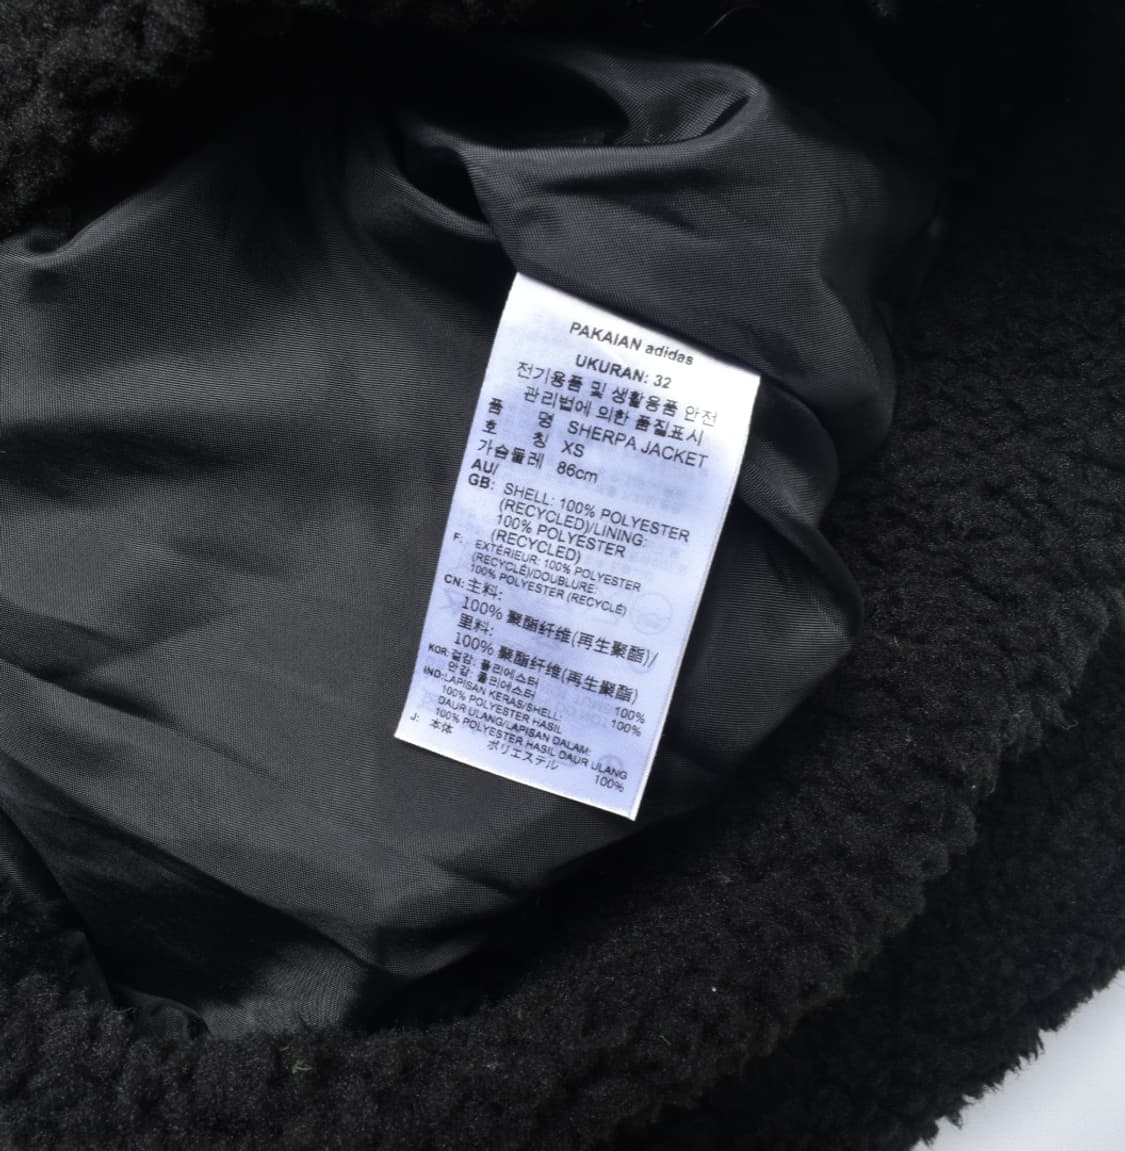 PAKAIAN adidas
UKURAN: 32
전기용품 및 생활용품 안전
관리법에 의한 품질표시
품 명 SHERPA JACKET
호 칭 XS
가슴둘레 86cm
AU/
GB: SHELL: 100% POLYESTER
(RECYCLED)/LINING:
100% POLYESTER
(RECYCLED)
F: EXTÉRIEUR: 100% POLYESTER
(RECYCLÉ)/DOUBLURE:
100% POLYESTER (RECYCLÉ)
CN: 主料:
100% 聚酯纤维(再生聚酯)/
里料:
100% 聚酯纤维(再生聚酯)
KOR: 겉감: 폴리에스터 100%
안감: 폴리에스터 100%
IND: LAPISAN KERAS/SHELL:
100% POLYESTER HASIL
DAUR ULANG/LAPISAN DALAM:
100% POLYESTER HASIL DAUR ULANG
J: 本体
ポリエステル 100%